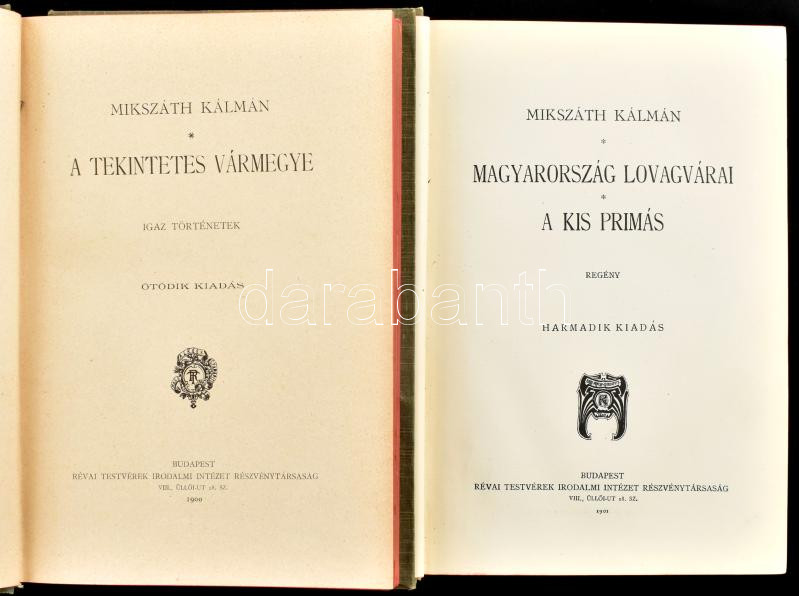 MIKSZÁTH KÁLMÁN
*
A TEKINTETES VÁRMEGYE
IGAZ TÖRTÉNETEK
ÖTÖDIK KIADÁS
BUDAPEST
RÉVAI TESTVÉREK IRODALMI INTÉZET RÉSZVÉNYTÁRSASÁG
VIII., ÜLLŐI-UT 18. SZ.
1900
MIKSZÁTH KÁLMÁN
*
MAGYARORSZÁG LOVAGVÁRAI
*
A KIS PRIMÁS
REGÉNY
HARMADIK KIADÁS
BUDAPEST
RÉVAI TESTVÉREK IRODALMI INTÉZET RÉSZVÉNYTÁRSASÁG
VIII., ÜLLŐI-UT 18. SZ.
1901
darabanth